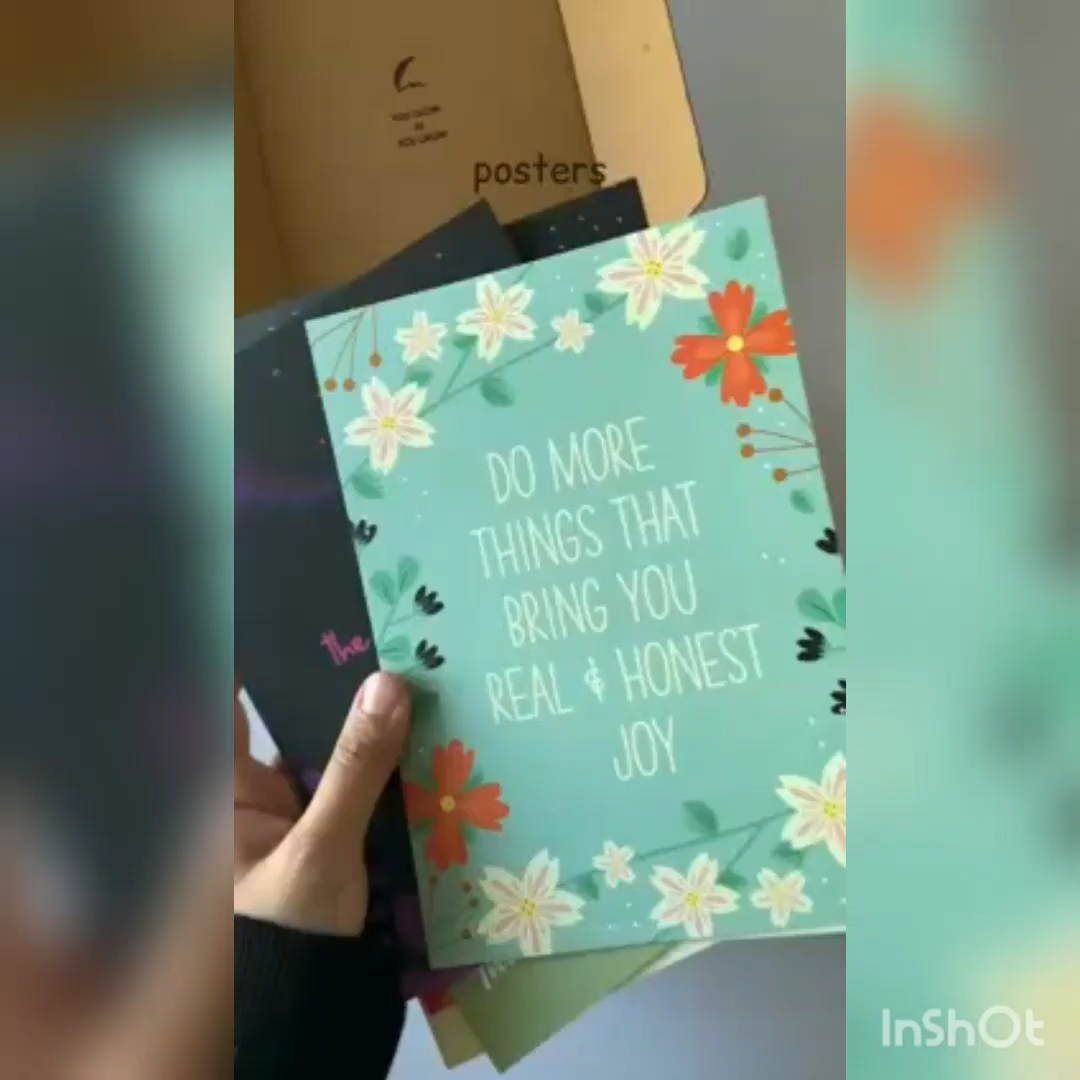 posters
DO MORE
THINGS THAT
BRING YOU
REAL & HONEST
JOY
the
InShOt